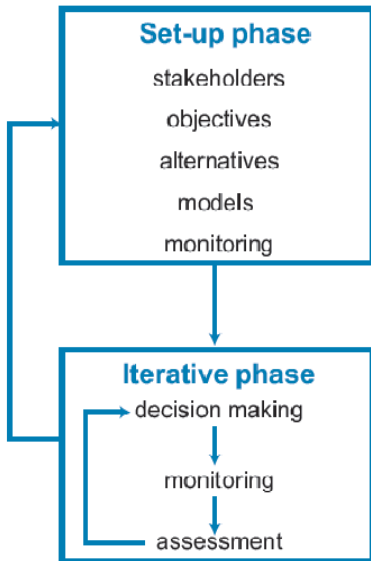 Set-up phase
stakeholders
objectives
alternatives
models
monitoring
Iterative phase
decision making
monitoring
assessment